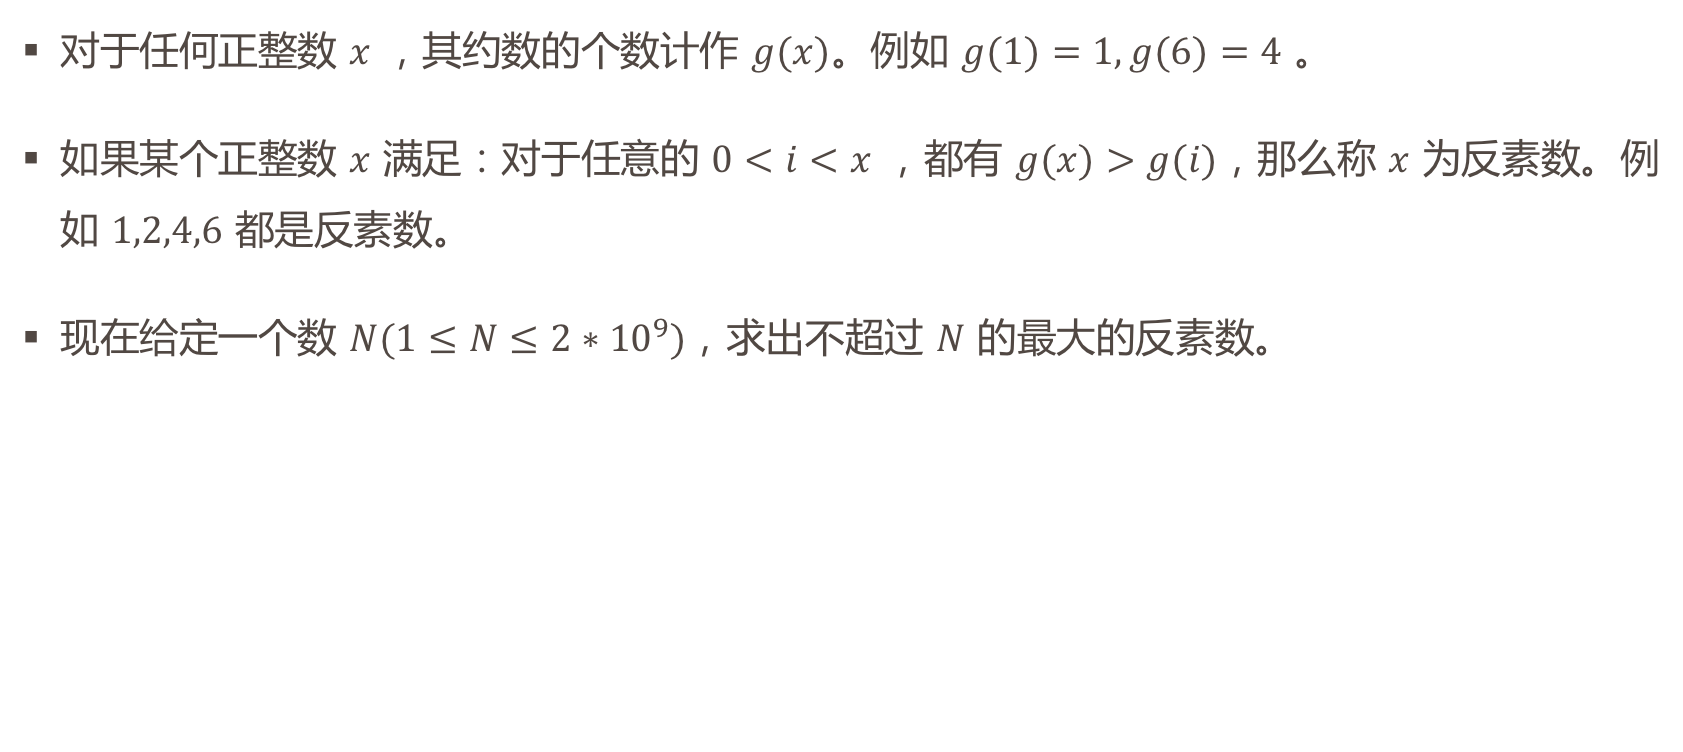 ▪ 对于任何正整数 x ，其约数的个数计作 g(x)。例如 g(1) = 1, g(6) = 4 。
▪ 如果某个正整数 x 满足：对于任意的 0 < i < x ，都有 g(x) > g(i)，那么称 x 为反素数。例
如 1,2,4,6 都是反素数。
▪ 现在给定一个数 N(1 ≤ N ≤ 2 * 10⁹)，求出不超过 N 的最大的反素数。